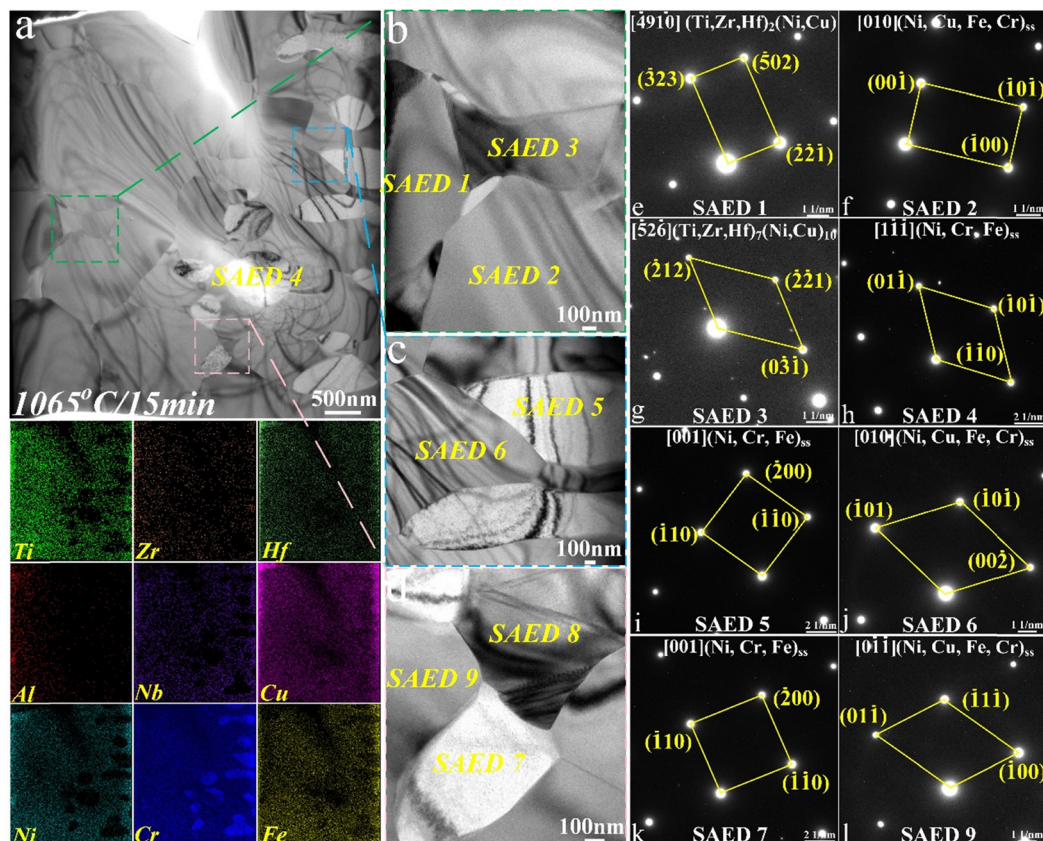 a
SAED 4
1065°C/15min
500nm
b
SAED 3
SAED 1
SAED 2
100nm
c
SAED 5
SAED 6
100nm
SAED 8
SAED 9
SAED 7
100nm
Ti
Zr
Hf
Al
Nb
Cu
Ni
Cr
Fe
[4̄91̄0̄] (Ti,Zr,Hf)₂(Ni,Cu)
(3̄23)
(5̄02)
(2̄2̄1̄)
e
SAED 1
1 1/nm
[010](Ni, Cu, Fe, Cr)ss
(001̄)
(1̄01̄)
(1̄00)
f
SAED 2
1 1/nm
[5̄26̄](Ti,Zr,Hf)₇(Ni,Cu)₁₀
(2̄12)
(2̄2̄1)
(03̄1̄)
g
SAED 3
1 1/nm
[11̄1̄](Ni, Cr, Fe)ss
(011̄)
(1̄01̄)
(1̄1̄0)
h
SAED 4
2 1/nm
[001](Ni, Cr, Fe)ss
(2̄00)
(1̄10)
(1̄1̄0)
i
SAED 5
2 1/nm
[010](Ni, Cu, Fe, Cr)ss
(1̄01)
(1̄01̄)
(002̄)
j
SAED 6
1 1/nm
[001](Ni, Cr, Fe)ss
(2̄00)
(1̄10)
(1̄1̄0)
k
SAED 7
2 1/nm
[01̄1̄](Ni, Cu, Fe, Cr)ss
(1̄11̄)
(011̄)
(1̄00)
l
SAED 9
1 1/nm